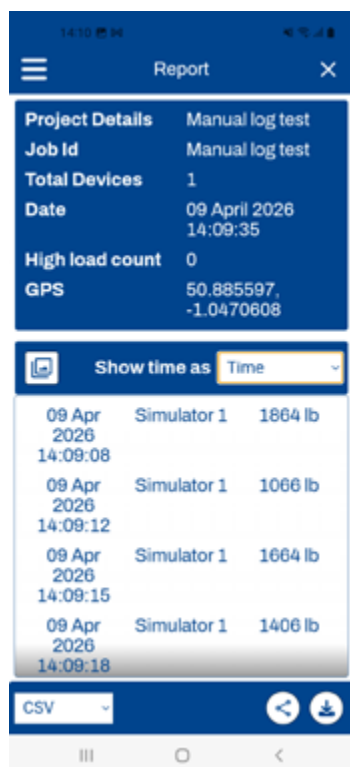 14:10
Report
Project Details Manual log test
Job Id Manual log test
Total Devices 1
Date 09 April 2026
14:09:35
High load count 0
GPS 50.885597,
-1.0470608
Show time as Time
09 Apr Simulator 1 1864 lb
2026
14:09:08
09 Apr Simulator 1 1066 lb
2026
14:09:12
09 Apr Simulator 1 1664 lb
2026
14:09:15
09 Apr Simulator 1 1406 lb
2026
14:09:18
CSV